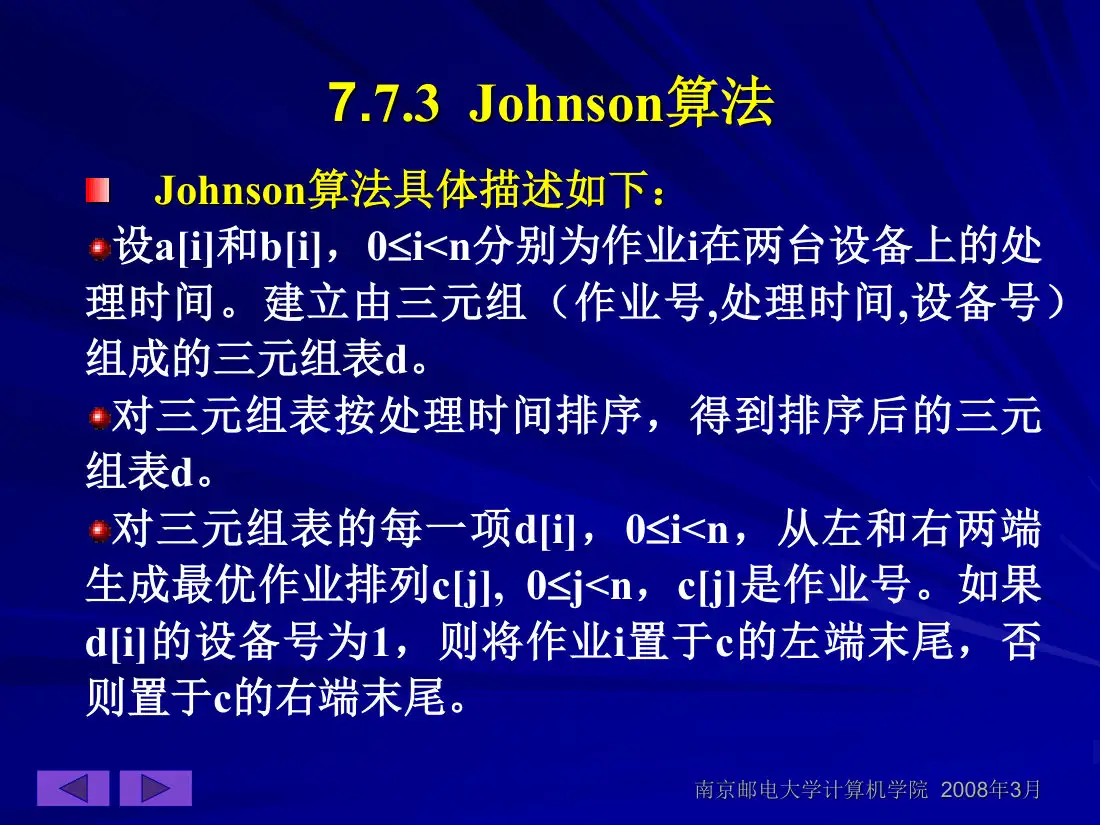 7.7.3 Johnson算法
Johnson算法具体描述如下：
设a[i]和b[i]，0≤i<n分别为作业i在两台设备上的处
理时间。建立由三元组（作业号,处理时间,设备号）
组成的三元组表d。
对三元组表按处理时间排序，得到排序后的三元
组表d。
对三元组表的每一项d[i]，0≤i<n，从左和右两端
生成最优作业排列c[j], 0≤j<n，c[j]是作业号。如果
d[i]的设备号为1，则将作业i置于c的左端末尾，否
则置于c的右端末尾。
南京邮电大学计算机学院 2008年3月